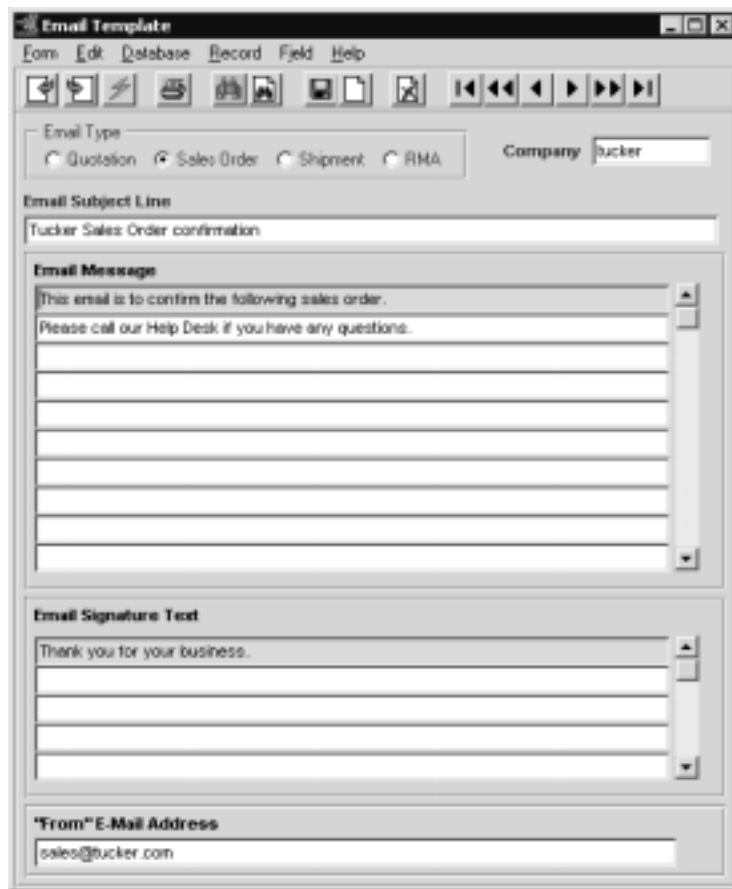 Email Template
Form Edit Database Record Field Help
Email Type
Quotation Sales Order Shipment RMA
Company tucker
Email Subject Line
Tucker Sales Order confirmation
Email Message
This email is to confirm the following sales order.
Please call our Help Desk if you have any questions.
Email Signature Text
Thank you for your business.
"From" E-Mail Address
sales@tucker.com